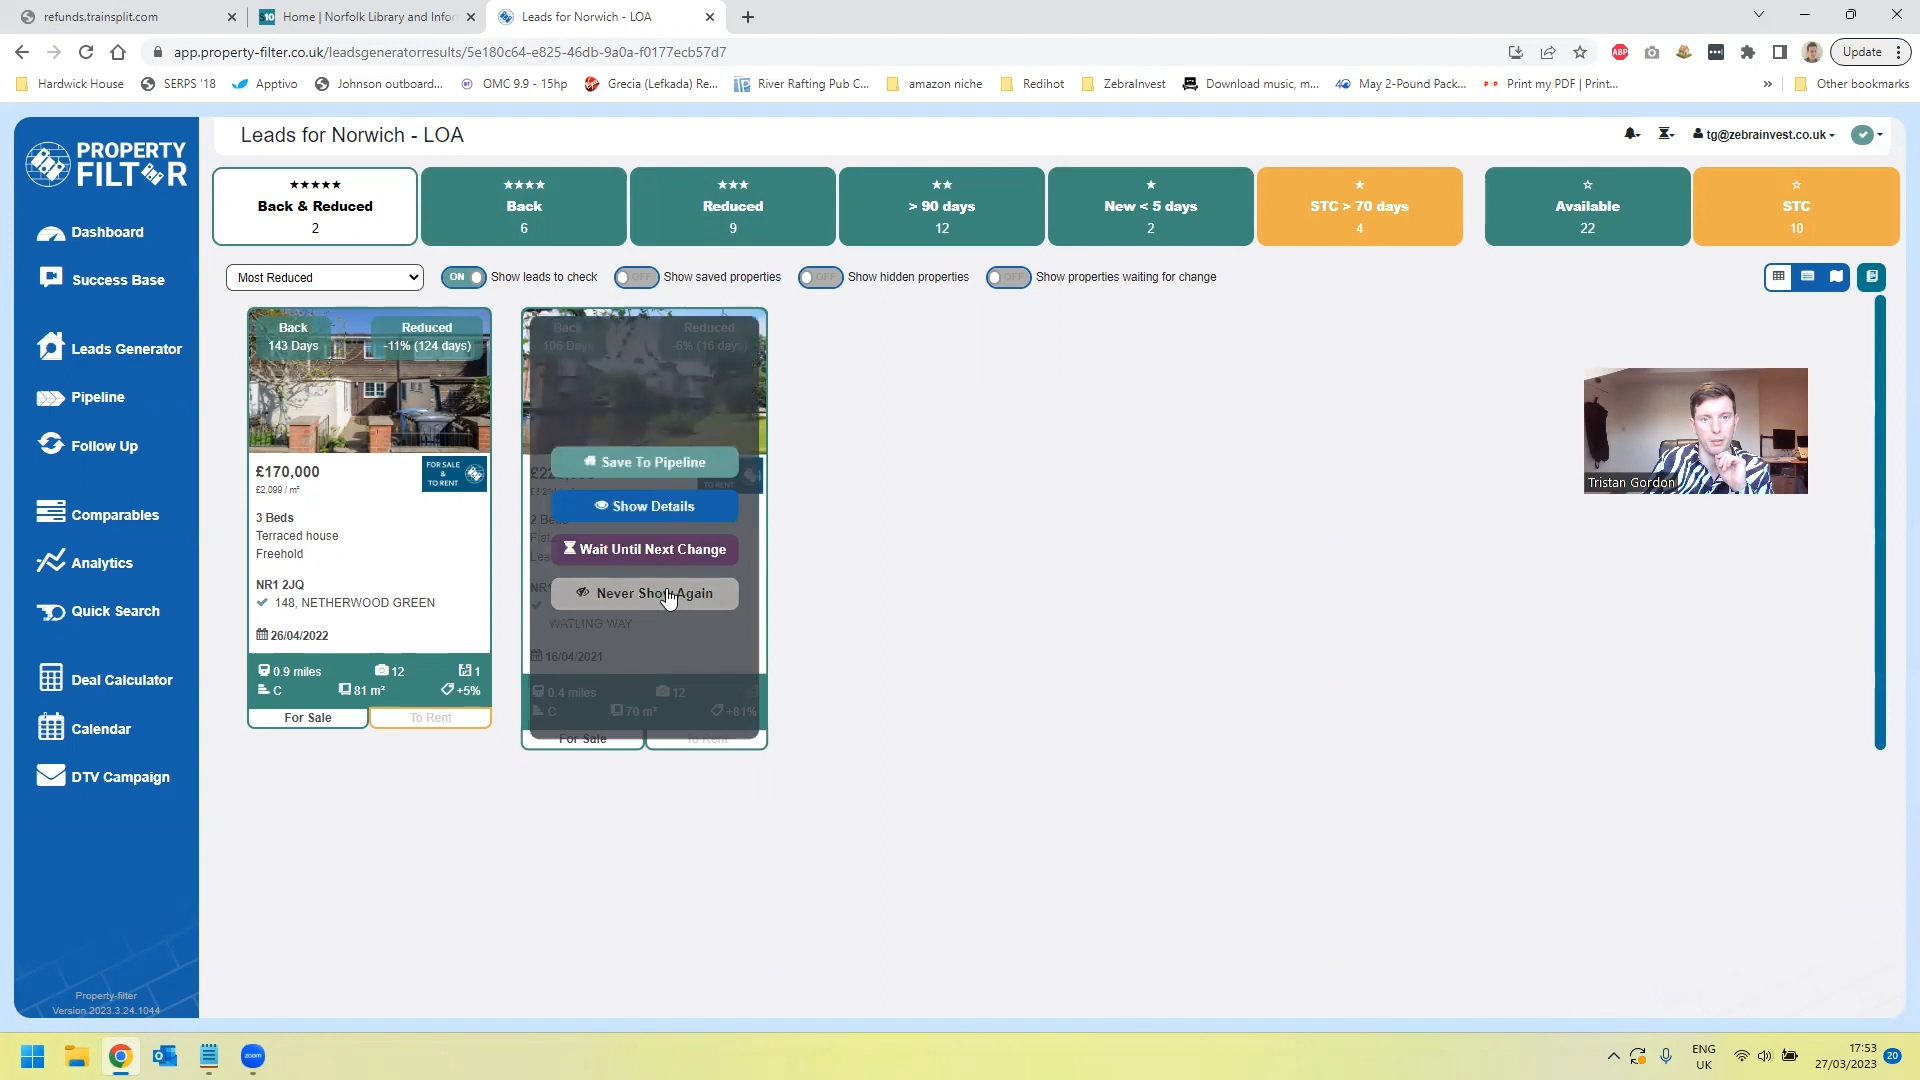 refunds.trainsplit.com
Home | Norfolk Library and Infor
Leads for Norwich - LOA
app.property-filter.co.uk/leadsgeneratorresults/5e180c64-e825-46db-9a0a-f0177ecb57d7
ABP
Update
Hardwick House
SERPS '18
Apptivo
Johnson outboard...
OMC 9.9 - 15hp
Grecia (Lefkada) Re...
River Rafting Pub C...
amazon niche
Redihot
ZebraInvest
Download music, m...
May 2-Pound Pack...
Print my PDF | Print...
»
Other bookmarks
PROPERTY
FILTER
Leads for Norwich - LOA
tg@zebrainvest.co.uk
Back & Reduced
2
Back
6
Reduced
9
> 90 days
12
New < 5 days
2
STC > 70 days
4
Available
22
STC
10
Dashboard
Success Base
Leads Generator
Pipeline
Follow Up
Comparables
Analytics
Quick Search
Deal Calculator
Calendar
DTV Campaign
Property-filter
Version 2023.3.24.1044
Most Reduced
ON
Show leads to check
OFF
Show saved properties
OFF
Show hidden properties
OFF
Show properties waiting for change
Back
143 Days
Reduced
-11% (124 days)
£170,000
£2,099 / m²
FOR SALE
&
TO RENT
3 Beds
Terraced house
Freehold
NR1 2JQ
148, NETHERWOOD GREEN
26/04/2022
0.9 miles
12
1
C
81 m²
+5%
For Sale
To Rent
Back
106 Days
Reduced
-6% (16 days)
Save To Pipeline
Show Details
Wait Until Next Change
Never Show Again
TO RENT
2 Be
NR1
WATLING WAY
16/04/2021
0.4 miles
12
C
70 m²
+81%
For Sale
To Rent
Tristan Gordon
zoom
ENG
UK
17:53
27/03/2023
20